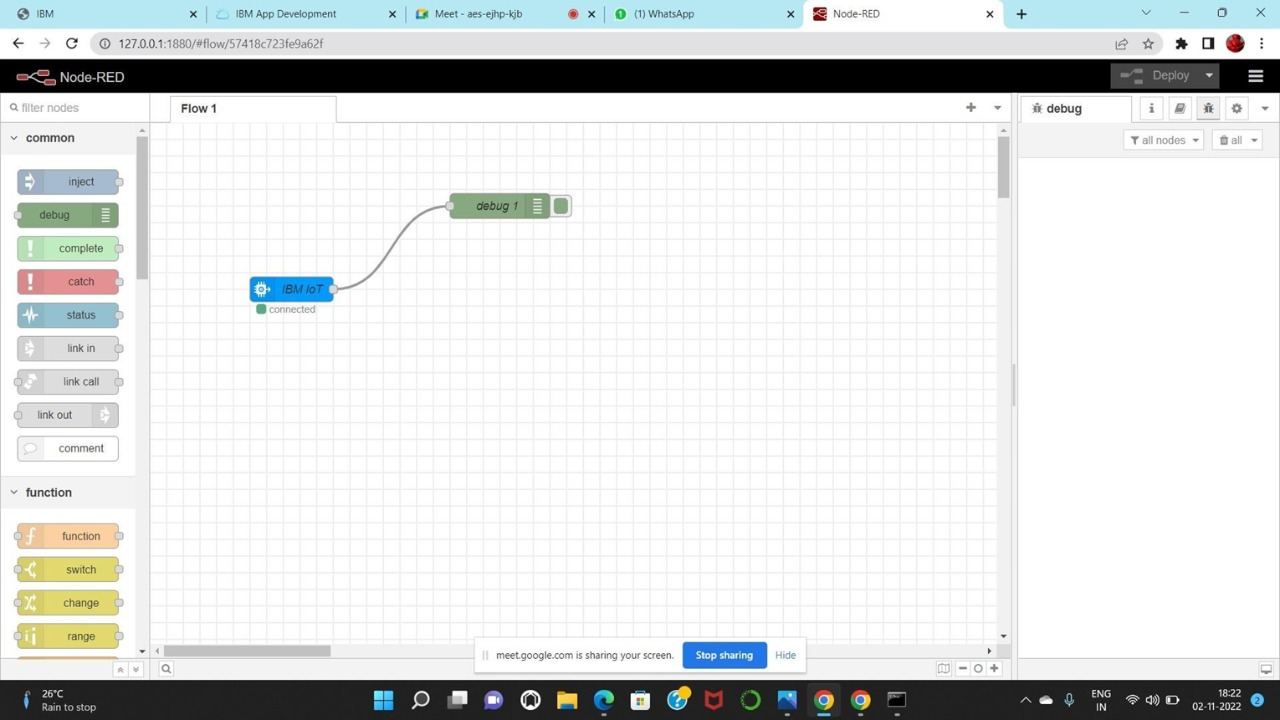 IBM
IBM App Development
Meet - aes-ejhp-kjb
(1) WhatsApp
Node-RED
127.0.0.1:1880/#flow/57418c723fe9a62f
Node-RED
Deploy
filter nodes
Flow 1
debug
i
common
all nodes
all
inject
debug
complete
catch
status
link in
link call
link out
comment
function
function
switch
change
range
debug 1
IBM IoT
connected
meet.google.com is sharing your screen.
Stop sharing
Hide
26°C
Rain to stop
ENG
IN
18:22
02-11-2022
2